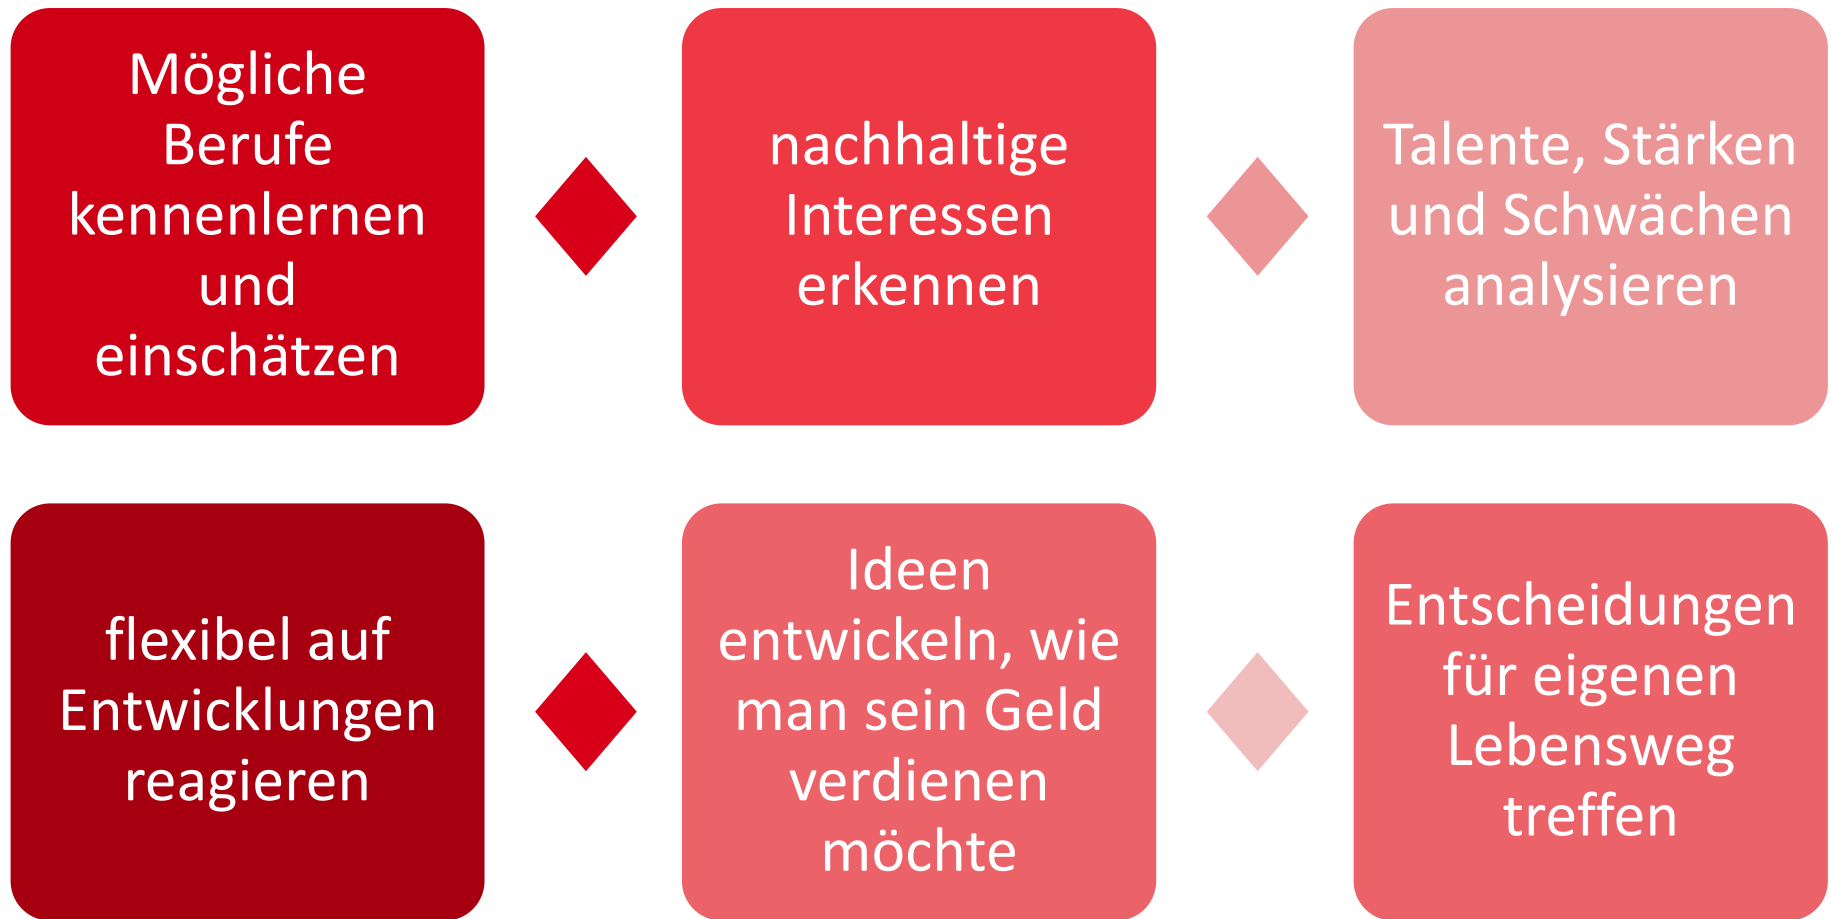 Mögliche
Berufe
kennenlernen
und
einschätzen
nachhaltige
Interessen
erkennen
Talente, Stärken
und Schwächen
analysieren
flexibel auf
Entwicklungen
reagieren
Ideen
entwickeln, wie
man sein Geld
verdienen
möchte
Entscheidungen
für eigenen
Lebensweg
treffen